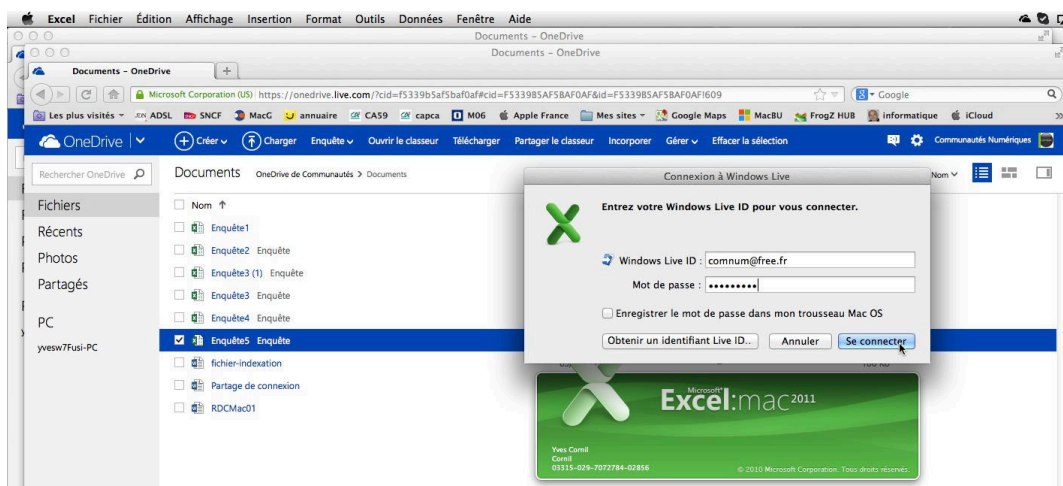 Excel Fichier Édition Affichage Insertion Format Outils Données Fenêtre Aide
Documents – OneDrive
Documents – OneDrive
Documents – OneDrive
Microsoft Corporation (US) https://onedrive.live.com/?cid=f5339b5af5baf0af#cid=F5339B5AF5BAF0AF&id=F5339B5AF5BAF0AF!609 Google
Les plus visités ADSL SNCF MacG annuaire CA59 capca M06 Apple France Mes sites Google Maps MacBU FrogZ HUB informatique iCloud
OneDrive Créer Charger Enquête Ouvrir le classeur Télécharger Partager le classeur Incorporer Gérer Effacer la sélection Communautés Numériques
Rechercher OneDrive Documents OneDrive de Communautés > Documents Nom
Connexion à Windows Live
Entrez votre Windows Live ID pour vous connecter.
Windows Live ID : comnum@free.fr
Mot de passe : •••••••••
Enregistrer le mot de passe dans mon trousseau Mac OS
Obtenir un identifiant Live ID.. Annuler Se connecter
Fichiers
Récents
Photos
Partagés
PC
yvesw7Fusi-PC
Nom ↑
Enquête1
Enquête2 Enquête
Enquête3 (1) Enquête
Enquête3 Enquête
Enquête4 Enquête
Enquête5 Enquête
fichier-indexation
Partage de connexion
RDCMac01
Microsoft®
Excel:mac 2011
Yves Cornil
Cornil
03315-029-7072784-02856
© 2010 Microsoft Corporation. Tous droits réservés.